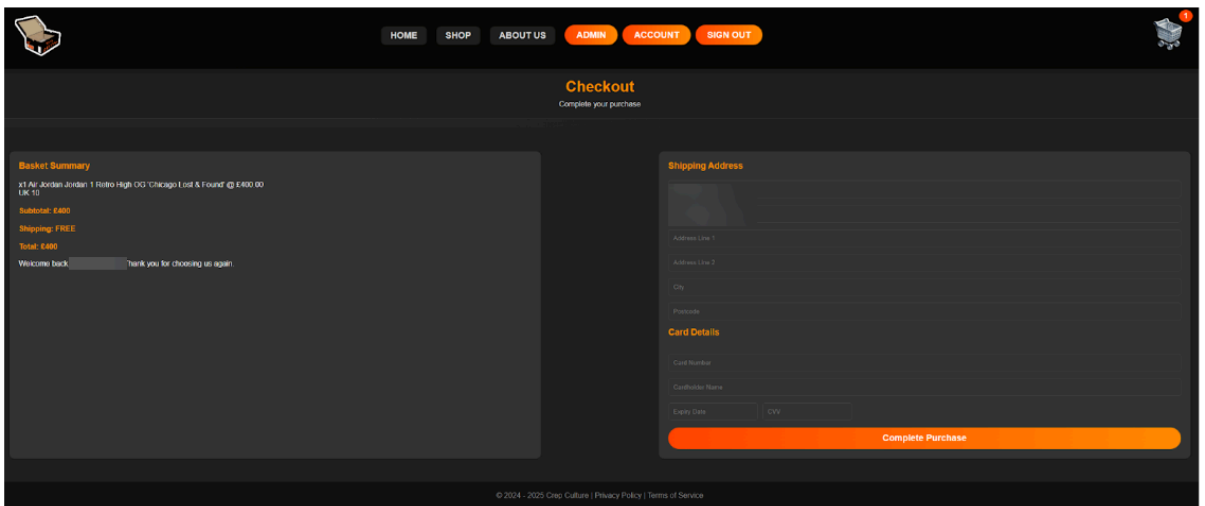 1
HOME
SHOP
ABOUT US
ADMIN
ACCOUNT
SIGN OUT
Checkout
Complete your purchase
Basket Summary
x1 Air Jordan Jordan 1 Retro High OG 'Chicago Lost & Found' @ £400.00
UK 10
Subtotal: £400
Shipping: FREE
Total: £400
Welcome back
Thank you for choosing us again.
Shipping Address
Address Line 1
Address Line 2
City
Postcode
Card Details
Card Number
Cardholder Name
Expiry Date
CVV
Complete Purchase
© 2024 - 2025 Crep Culture | Privacy Policy | Terms of Service